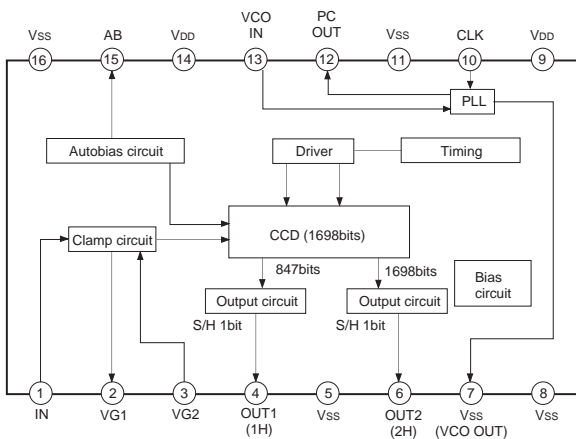 VSS
AB
VDD
VCO
IN
PC
OUT
VSS
CLK
VDD
16
15
14
13
12
11
10
9
PLL
Autobias circuit
Driver
Timing
CCD (1698bits)
Clamp circuit
847bits
1698bits
Output circuit
Output circuit
Bias
circuit
S/H 1bit
S/H 1bit
1
2
3
4
5
6
7
8
IN
VG1
VG2
OUT1
(1H)
VSS
OUT2
(2H)
VSS
(VCO OUT)
VSS